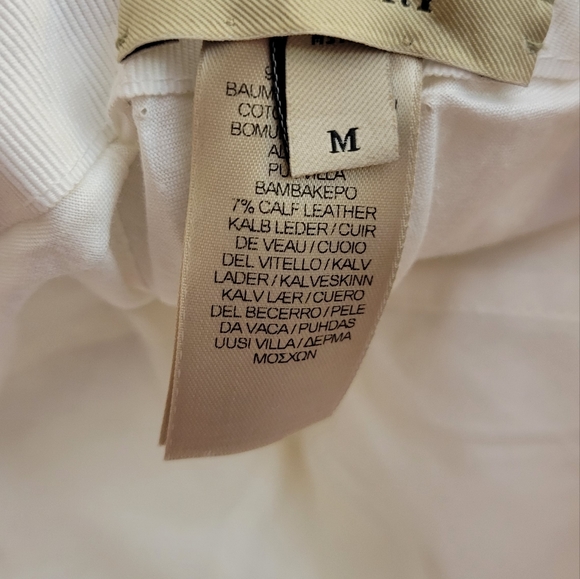 M
BAMBAKEPO
7% CALF LEATHER
KALB LEDER / CUIR
DE VEAU / CUOIO
DEL VITELLO / KALV
LADER / KALVESKINN
KALV LÆR / CUERO
DEL BECERRO / PELE
DA VACA / PUHDAS
UUSI VILLA / ΔΕΡΜΑ
ΜΟΣΧΩΝ